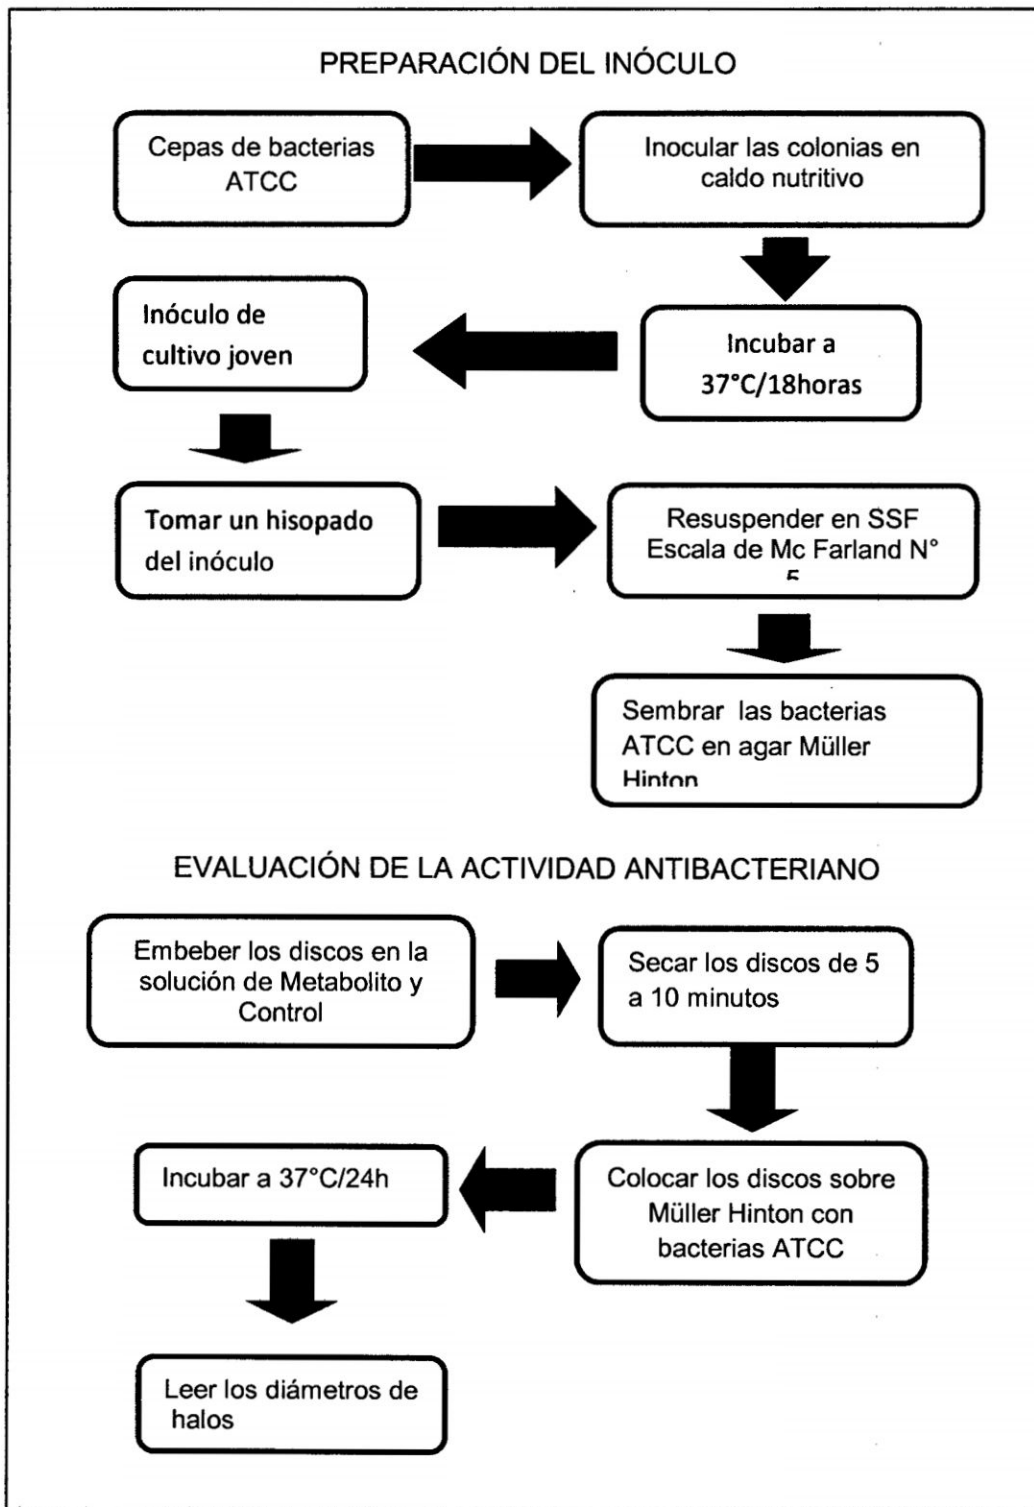 PREPARACIÓN DEL INÓCULO
Cepas de bacterias
ATCC
Inocular las colonias en
caldo nutritivo
Incubar a
37°C/18horas
Inóculo de
cultivo joven
Tomar un hisopado
del inóculo
Resuspender en SSF
Escala de Mc Farland N°
5
Sembrar las bacterias
ATCC en agar Müller
Hinton
EVALUACIÓN DE LA ACTIVIDAD ANTIBACTERIANO
Embeber los discos en la
solución de Metabolito y
Control
Secar los discos de 5
a 10 minutos
Colocar los discos sobre
Müller Hinton con
bacterias ATCC
Incubar a 37°C/24h
Leer los diámetros de
halos